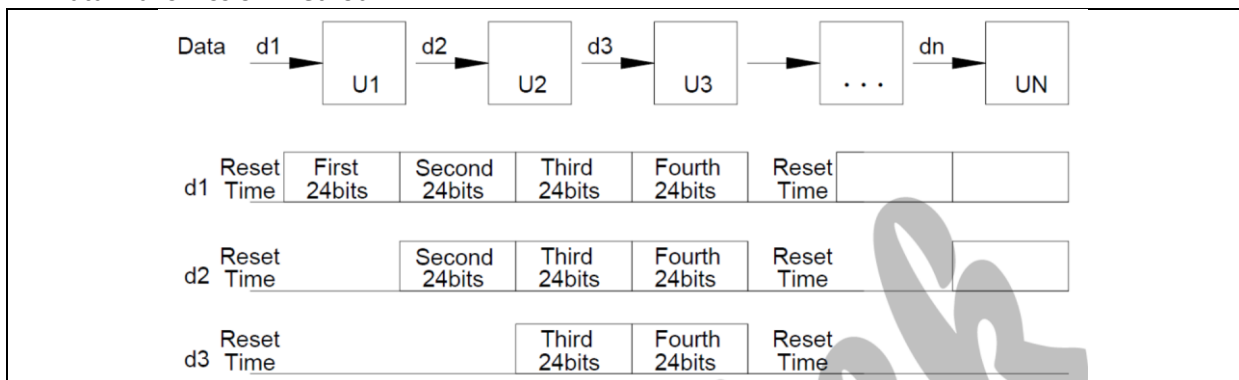 Data d1 d2 d3 dn
U1 U2 U3 . . . UN
d1 Reset Time First 24bits Second 24bits Third 24bits Fourth 24bits Reset Time
d2 Reset Time Second 24bits Third 24bits Fourth 24bits Reset Time
d3 Reset Time Third 24bits Fourth 24bits Reset Time